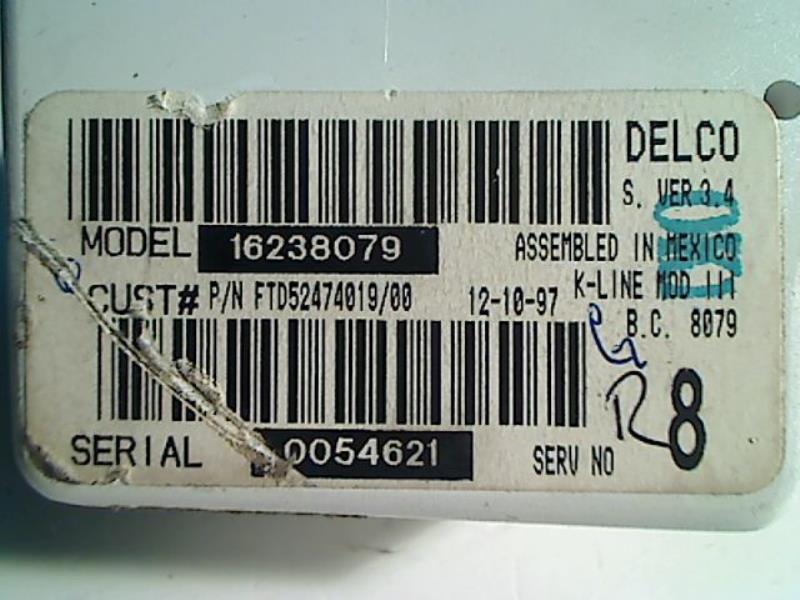 DELCO
S. VER 3.4
MODEL 16238079 ASSEMBLED IN MEXICO
CUST# P/N FTD52474019/00 12-10-97 K-LINE MOD III
B.C. 8079
R 8
SERIAL 0054621 SERV NO